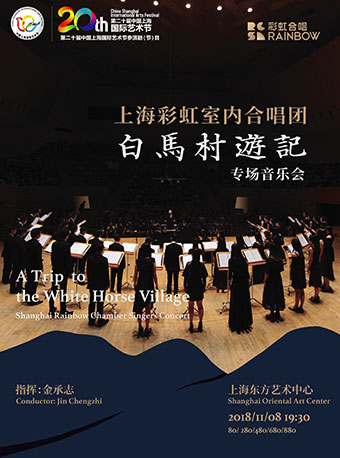 20th
China Shanghai
International Arts Festival
第二十届中国上海
国际艺术节
第二十届中国上海国际艺术节参演剧(节)目
彩虹合唱
RAINBOW
上海彩虹室内合唱团
白馬村遊記
专场音乐会
A Trip to
the White Horse Village
Shanghai Rainbow Chamber Singers Concert
指挥:金承志
Conductor: Jin Chengzhi
上海东方艺术中心
Shanghai Oriental Art Center
2018/11/08 19:30
80/ 280/480/680/880